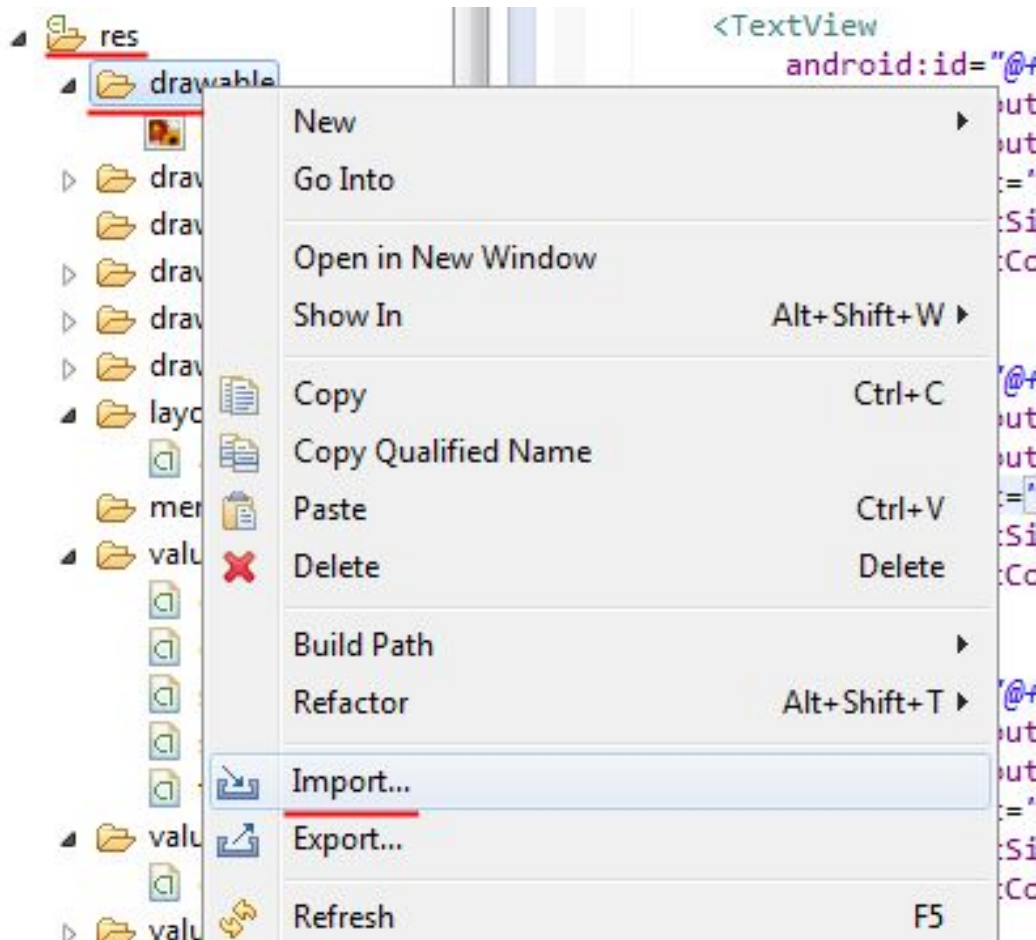 res
<TextView
drawable
android:id="@+
New
Go Into
Open in New Window
Show In Alt+Shift+W
Copy Ctrl+C
Copy Qualified Name
Paste Ctrl+V
Delete Delete
Build Path
Refactor Alt+Shift+T
Import...
Export...
Refresh F5